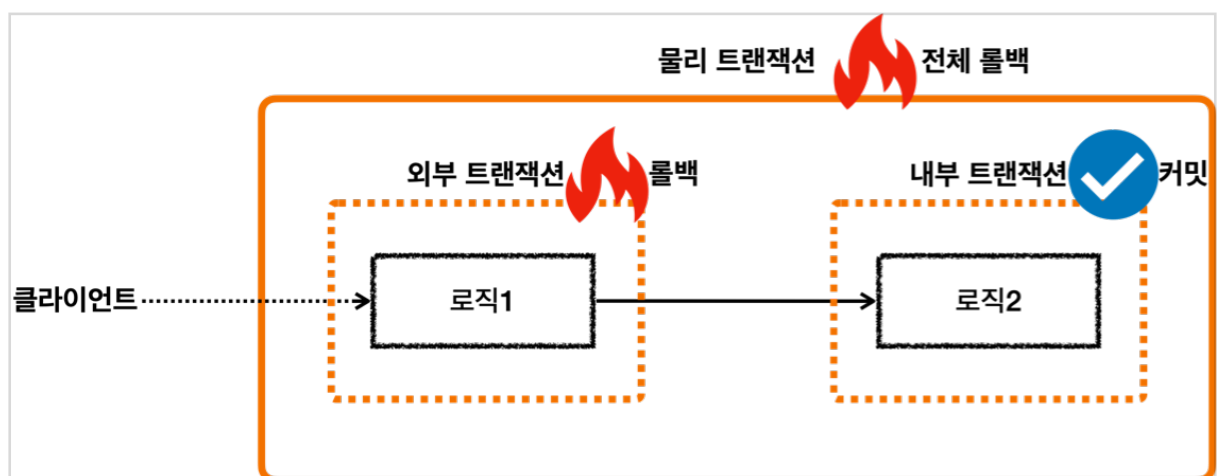 물리 트랜잭션 전체 롤백
외부 트랜잭션 롤백 내부 트랜잭션 커밋
클라이언트 로직1 로직2